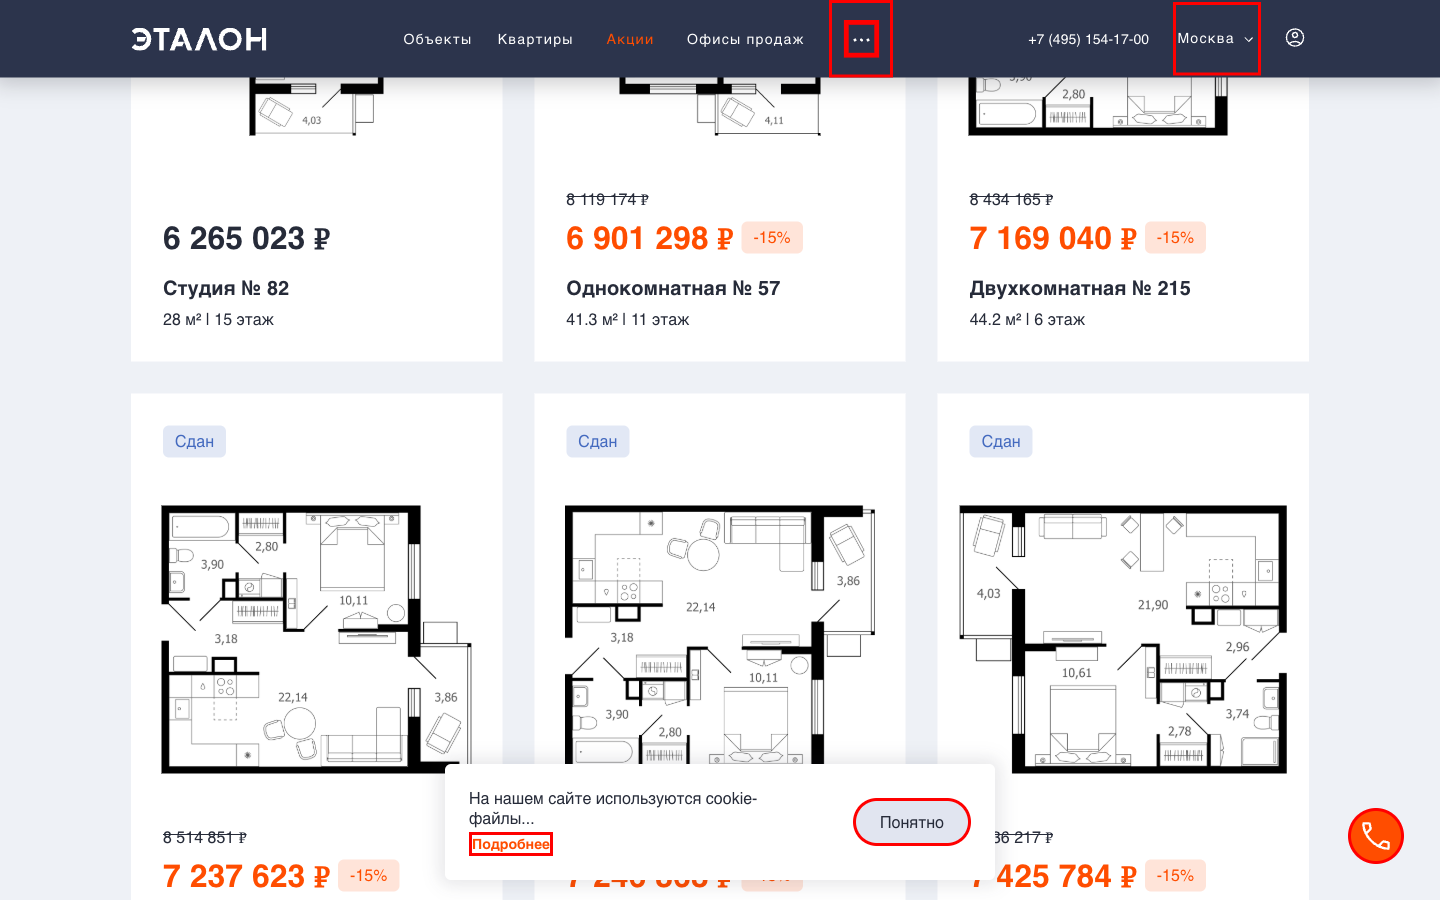 ЭТАЛОН
Объекты Квартиры Акции Офисы продаж ... +7 (495) 154-17-00 Москва
4,03
4,11
3,90
2,80
6 265 023 ₽
Студия № 82
28 м² | 15 этаж
8 119 174 ₽
6 901 298 ₽ -15%
Однокомнатная № 57
41.3 м² | 11 этаж
8 434 165 ₽
7 169 040 ₽ -15%
Двухкомнатная № 215
44.2 м² | 6 этаж
Сдан
3,90
2,80
10,11
3,18
22,14
3,86
8 514 851 ₽
7 237 623 ₽ -15%
Сдан
22,14
3,86
3,18
10,11
3,90
2,80
Сдан
4,03
21,90
2,96
10,61
3,74
2,78
36 217 ₽
7 425 784 ₽ -15%
На нашем сайте используются cookie-
файлы...
Подробнее
Понятно